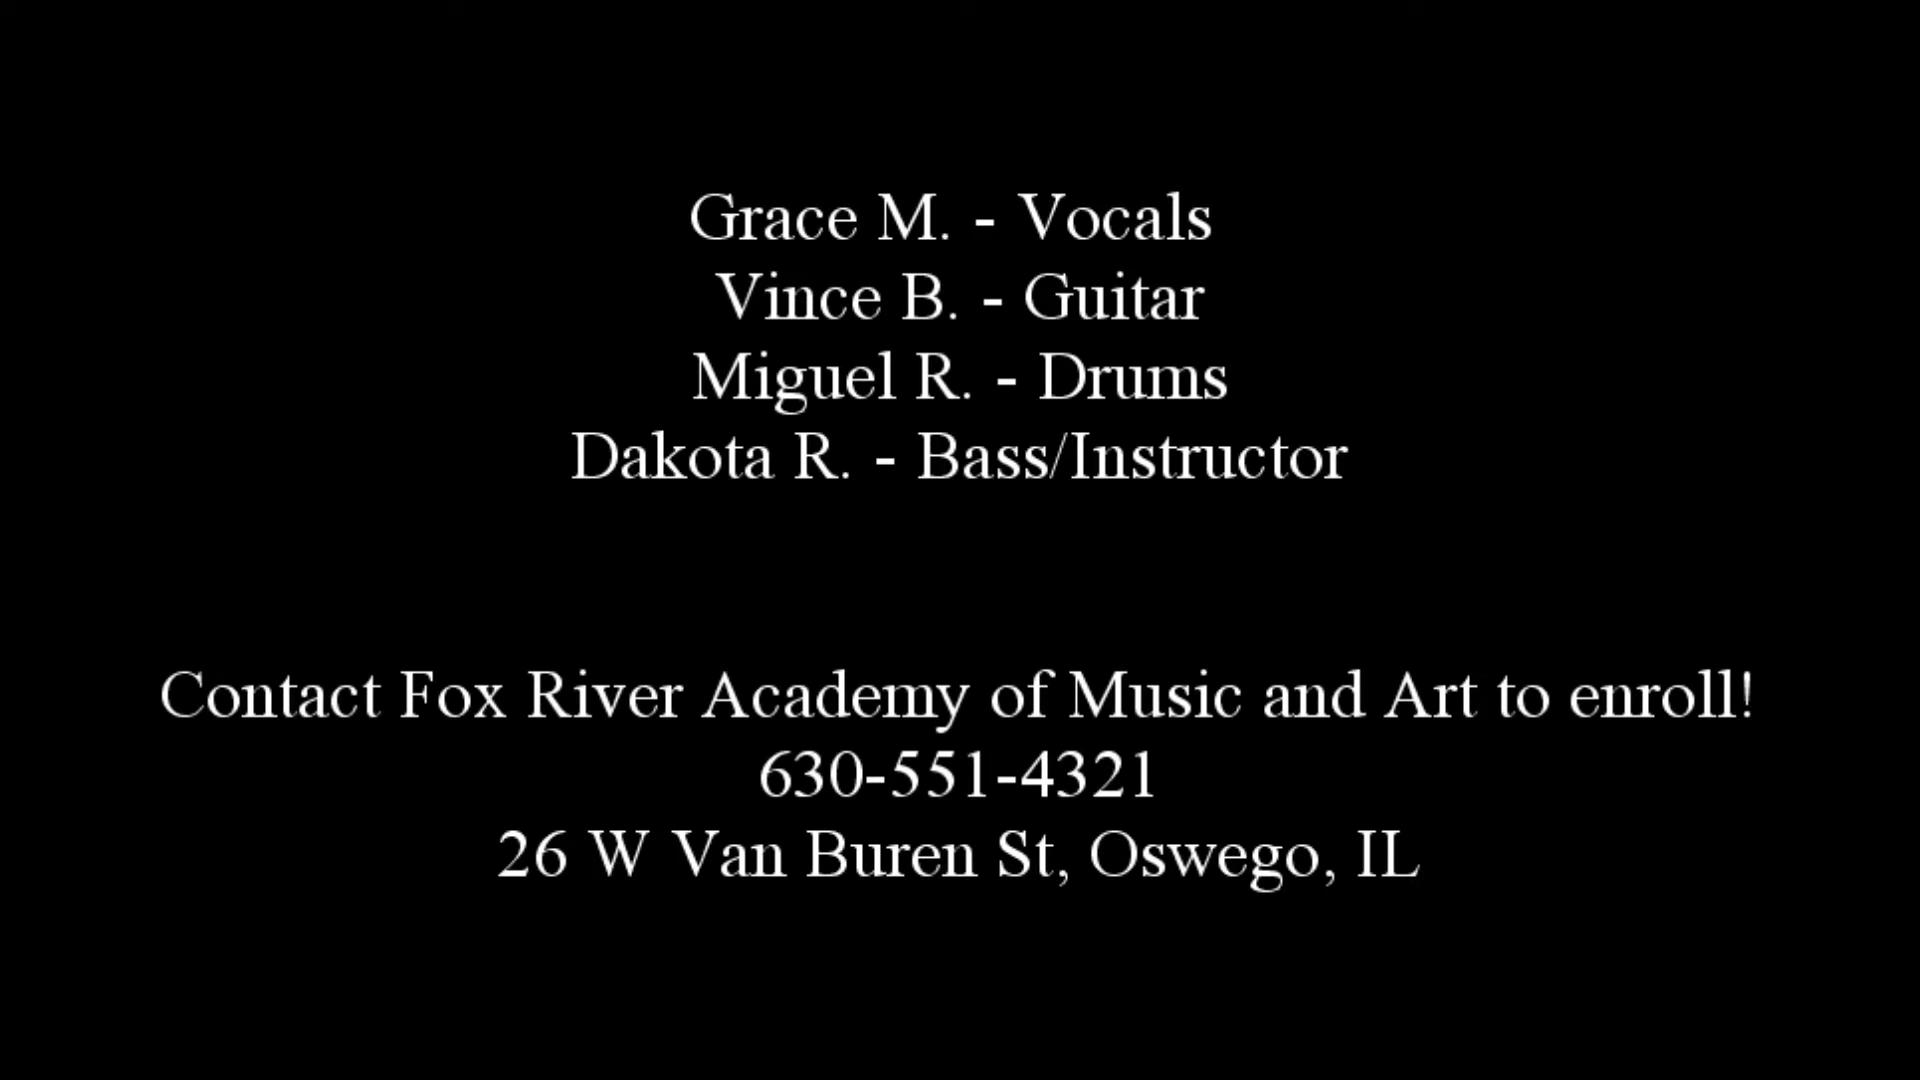 Grace M. - Vocals
Vince B. - Guitar
Miguel R. - Drums
Dakota R. - Bass/Instructor
Contact Fox River Academy of Music and Art to enroll!
630-551-4321
26 W Van Buren St, Oswego, IL